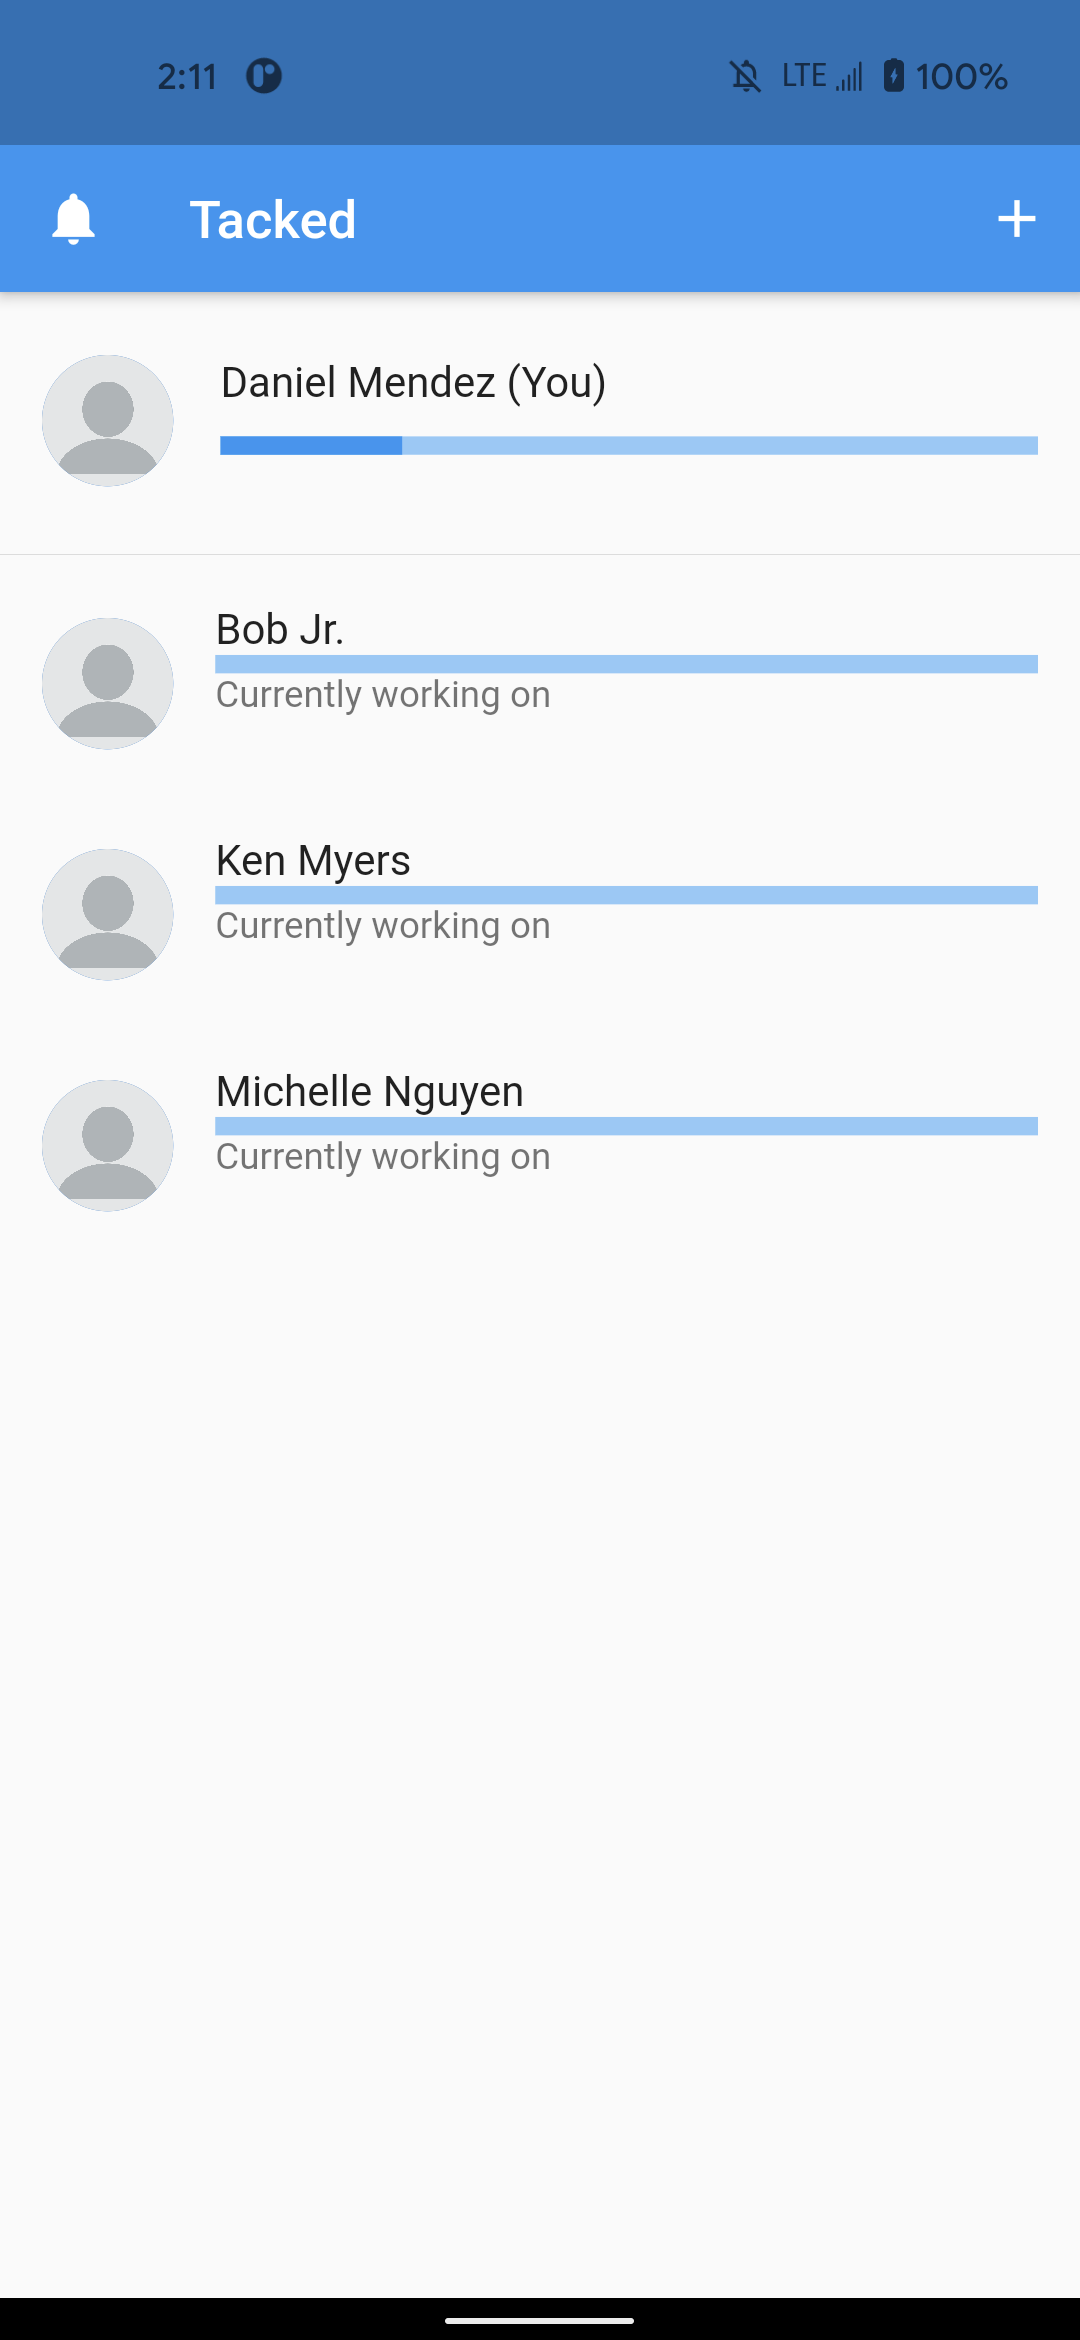 2:11 LTE 100%
Tacked
Daniel Mendez (You)
Bob Jr.
Currently working on
Ken Myers
Currently working on
Michelle Nguyen
Currently working on